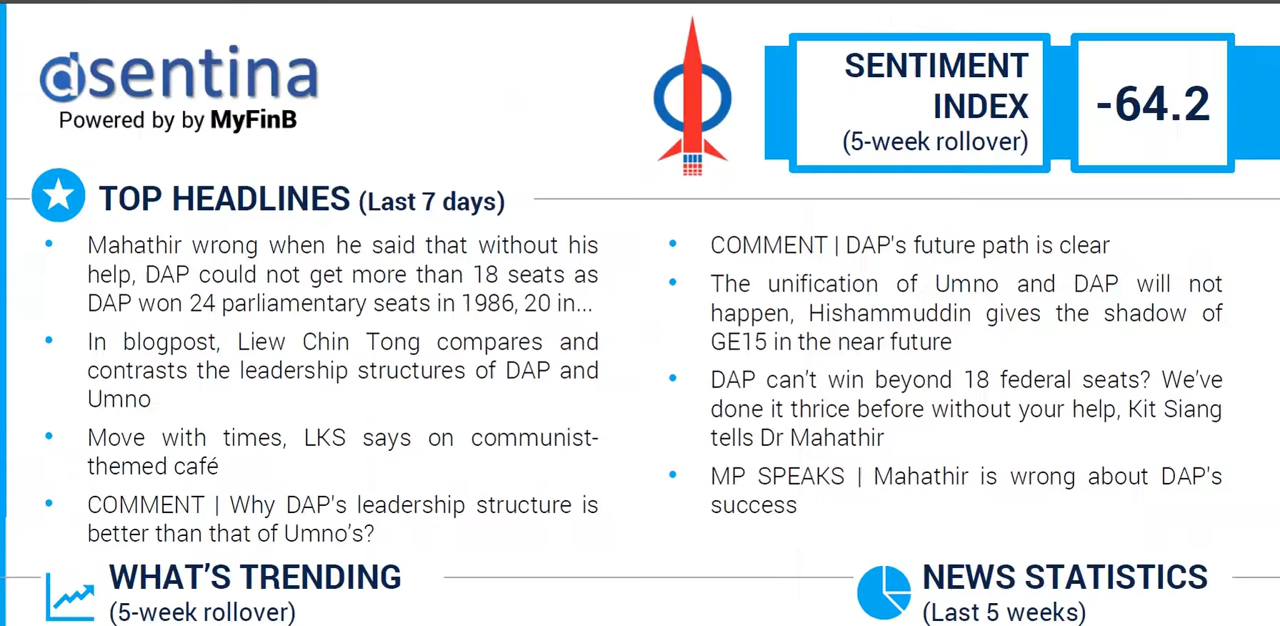 dsentina
Powered by by MyFinB
SENTIMENT
INDEX
(5-week rollover)
-64.2
TOP HEADLINES (Last 7 days)
• Mahathir wrong when he said that without his
help, DAP could not get more than 18 seats as
DAP won 24 parliamentary seats in 1986, 20 in...
• In blogpost, Liew Chin Tong compares and
contrasts the leadership structures of DAP and
Umno
• Move with times, LKS says on communist-
themed café
• COMMENT | Why DAP's leadership structure is
better than that of Umno's?
• COMMENT | DAP's future path is clear
• The unification of Umno and DAP will not
happen, Hishammuddin gives the shadow of
GE15 in the near future
• DAP can't win beyond 18 federal seats? We've
done it thrice before without your help, Kit Siang
tells Dr Mahathir
• MP SPEAKS | Mahathir is wrong about DAP's
success
WHAT'S TRENDING
(5-week rollover)
NEWS STATISTICS
(Last 5 weeks)